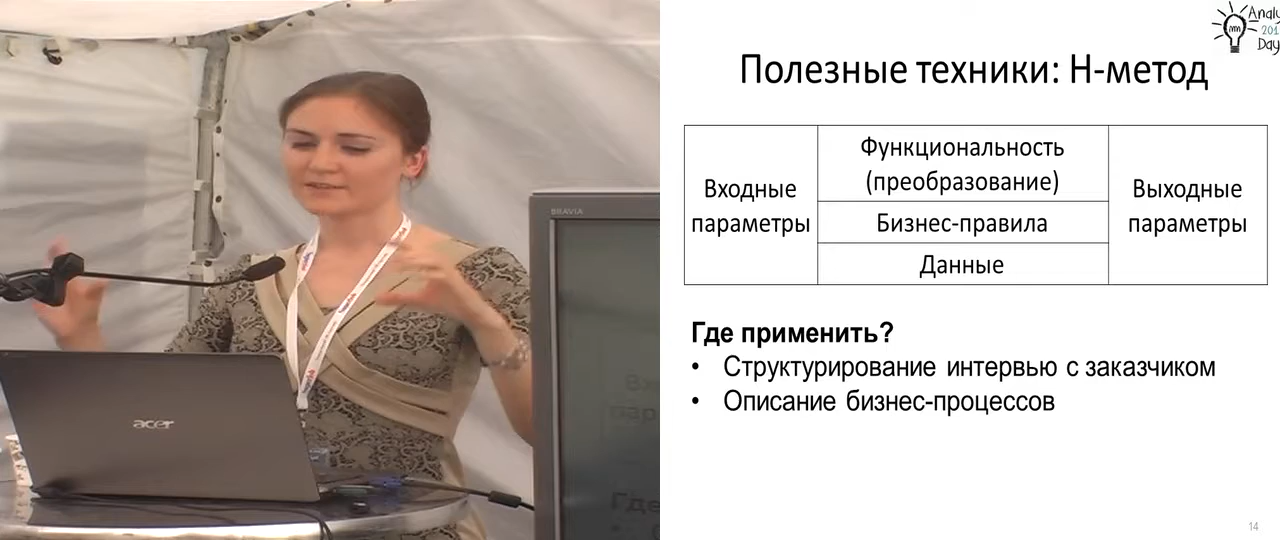 Полезные техники: H-метод
Входные
параметры
Функциональность
(преобразование)
Бизнес-правила
Данные
Выходные
параметры
Где применить?
• Структурирование интервью с заказчиком
• Описание бизнес-процессов
14
BRAVIA
acer
Где